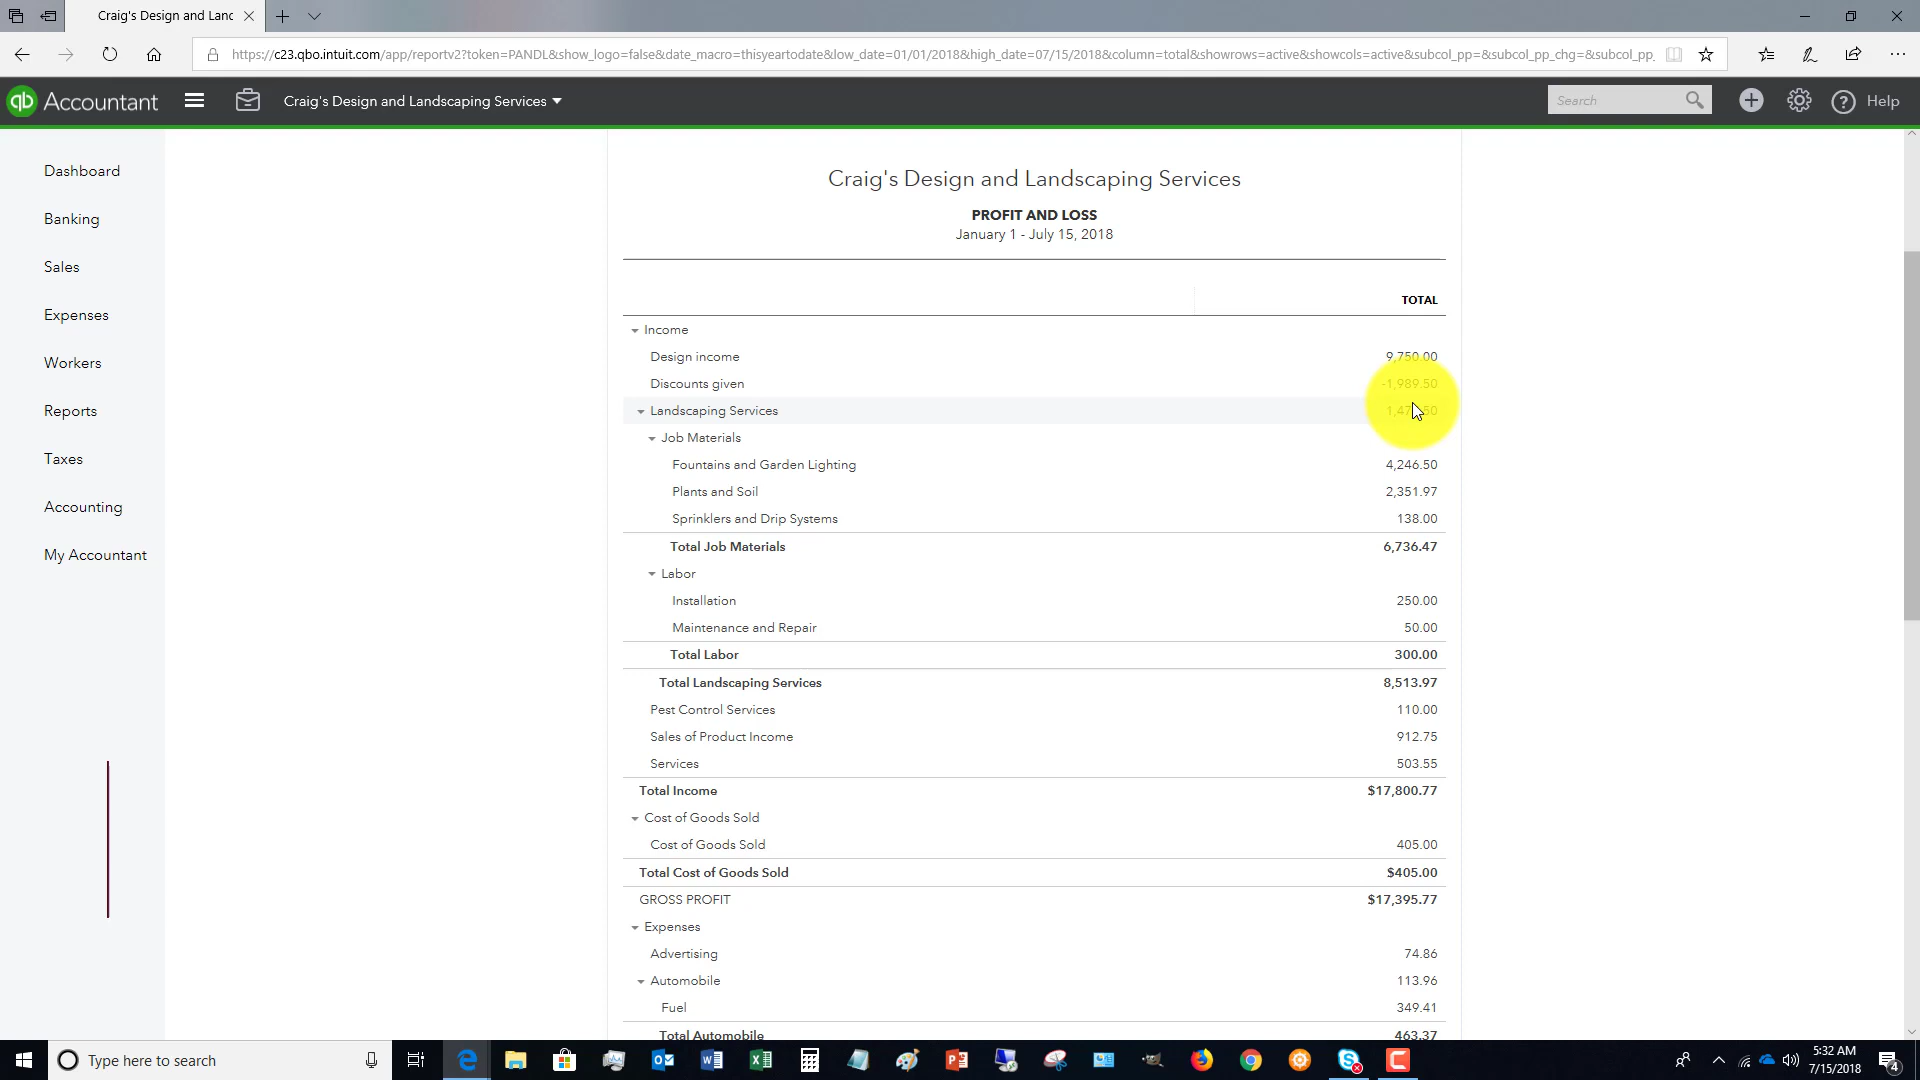 Craig's Design and Lanc
https://c23.qbo.intuit.com/app/reportv2?token=PANDL&show_logo=false&date_macro=thisyeartodate&low_date=01/01/2018&high_date=07/15/2018&column=total&showrows=active&showcols=active&subcol_pp=&subcol_pp_chg=&subcol_pp_
qb Accountant
Craig's Design and Landscaping Services
Search
Help
Dashboard
Banking
Sales
Expenses
Workers
Reports
Taxes
Accounting
My Accountant
Craig's Design and Landscaping Services
PROFIT AND LOSS
January 1 - July 15, 2018
TOTAL
Income
Design income 9,750.00
Discounts given -1,989.50
Landscaping Services
Job Materials
Fountains and Garden Lighting 4,246.50
Plants and Soil 2,351.97
Sprinklers and Drip Systems 138.00
Total Job Materials 6,736.47
Labor
Installation 250.00
Maintenance and Repair 50.00
Total Labor 300.00
Total Landscaping Services 8,513.97
Pest Control Services 110.00
Sales of Product Income 912.75
Services 503.55
Total Income $17,800.77
Cost of Goods Sold
Cost of Goods Sold 405.00
Total Cost of Goods Sold $405.00
GROSS PROFIT $17,395.77
Expenses
Advertising 74.86
Automobile 113.96
Fuel 349.41
Total Automobile 463.37
Type here to search
5:32 AM
7/15/2018
4